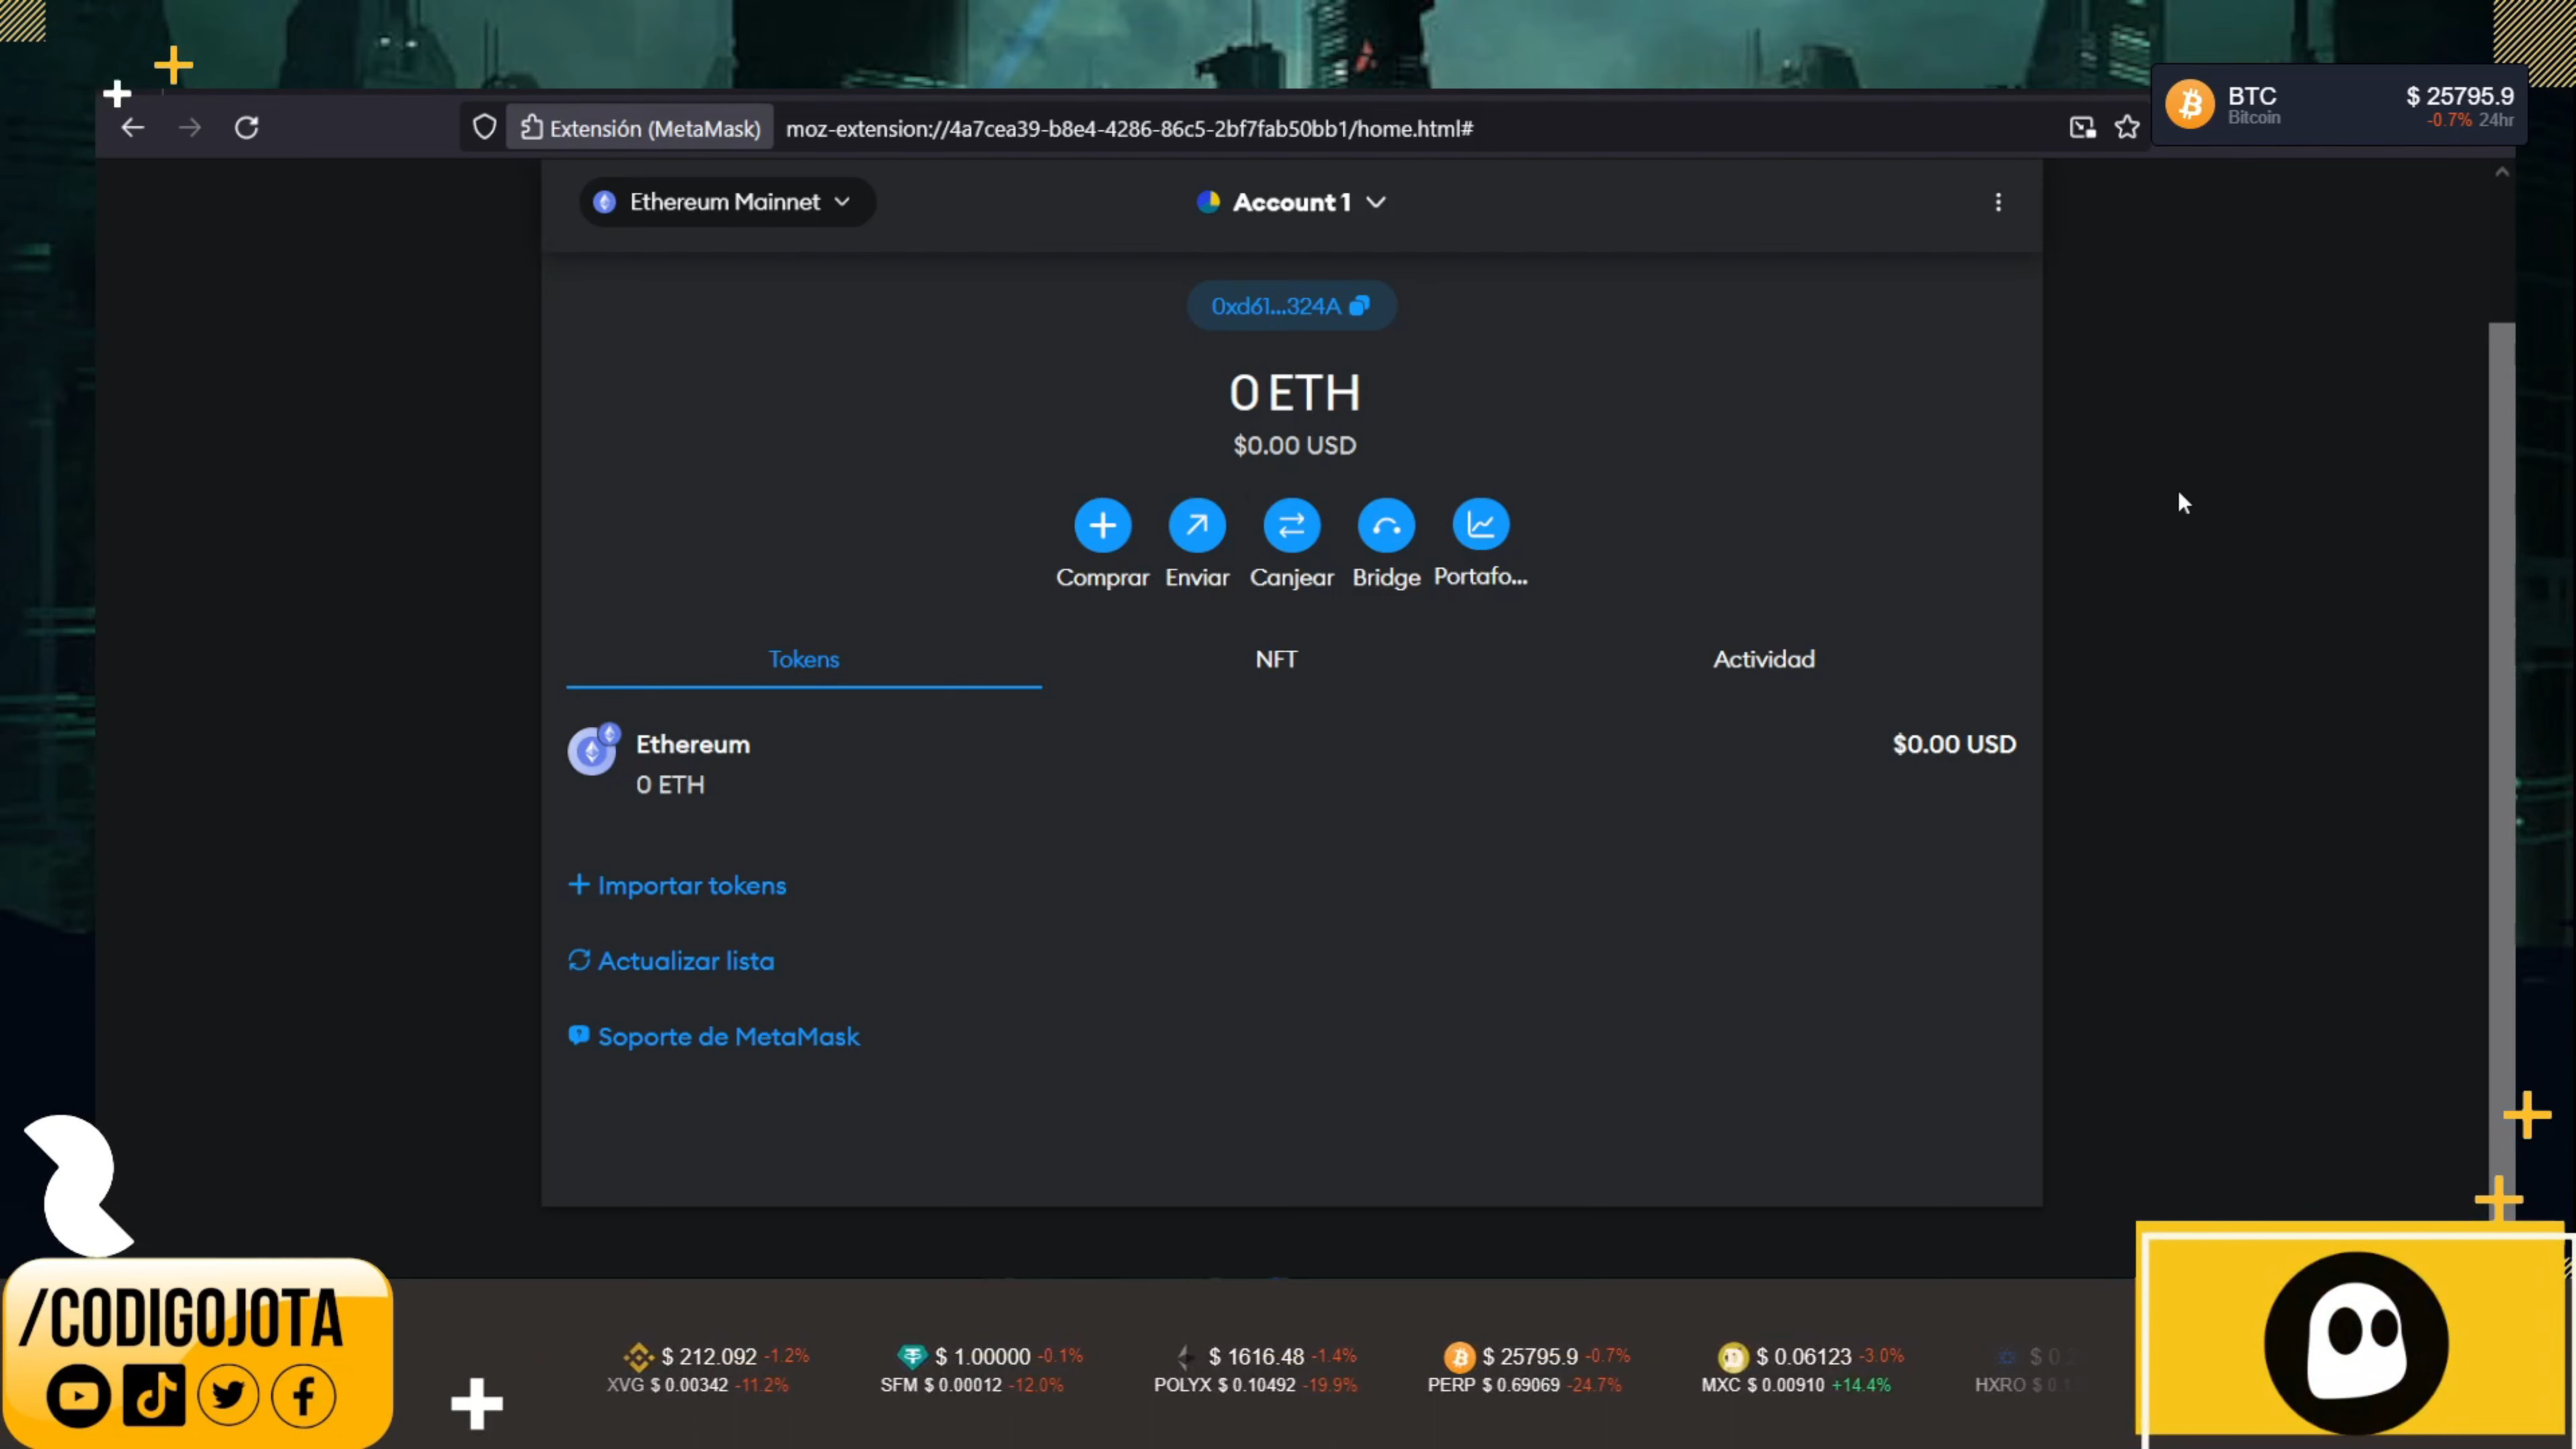 Extensión (MetaMask) moz-extension://4a7cea39-b8e4-4286-86c5-2bf7fab50bb1/home.html#
BTC $ 25795.9
Bitcoin -0.7% 24hr
Ethereum Mainnet Account 1
0xd61...324A
0 ETH
$0.00 USD
Comprar Enviar Canjear Bridge Portafo...
Tokens NFT Actividad
Ethereum $0.00 USD
0 ETH
Importar tokens
Actualizar lista
Soporte de MetaMask
/CODIGOJOTA
$ 212.092 -1.2% $ 1.00000 -0.1% $ 1616.48 -1.4% $ 25795.9 -0.7% $ 0.06123 -3.0%
XVG $ 0.00342 -11.2% SFM $ 0.00012 -12.0% POLYX $ 0.10492 -19.9% PERP $ 0.69069 -24.7% MXC $ 0.00910 +14.4% HXRO